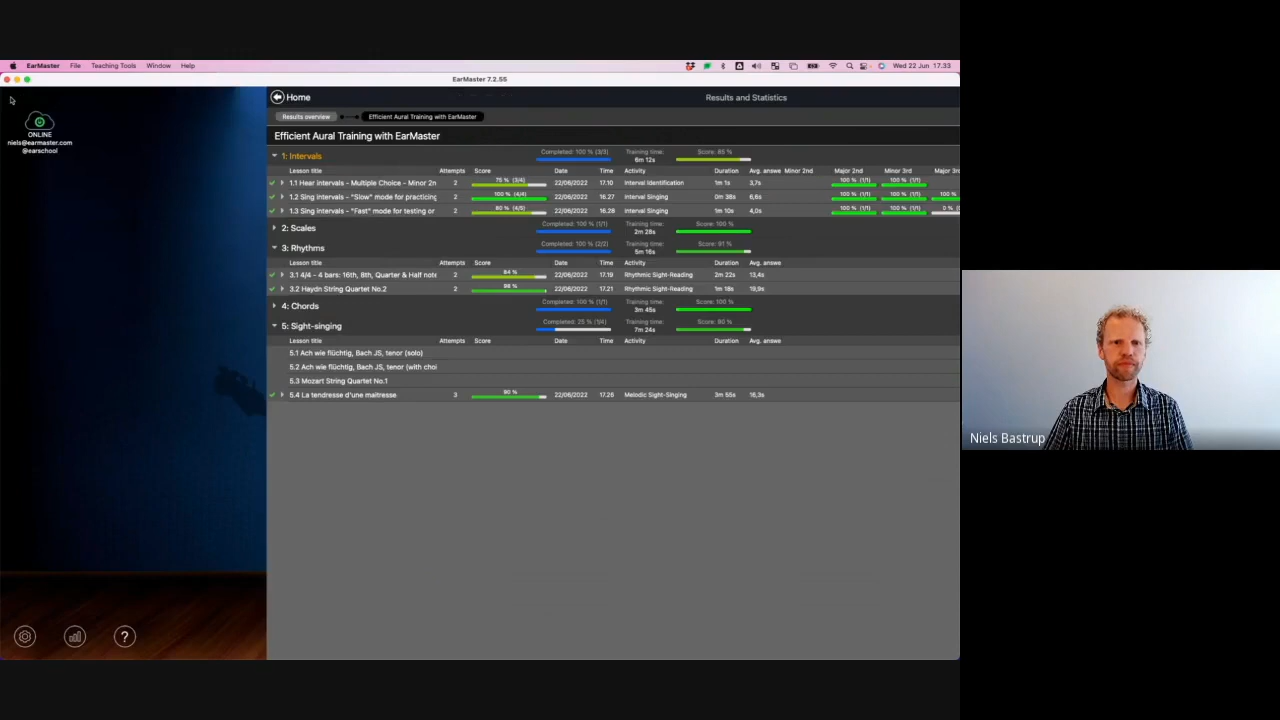 EarMaster File Teaching Tools Window Help Wed 22 Jun 17.33
EarMaster 7.2.55
ONLINE
niels@earmaster.com
@earschool
Home Results and Statistics
Results overview Efficient Aural Training with EarMaster
Efficient Aural Training with EarMaster
1: Intervals Completed: 100 % (3/3) Training time: 6m 12s Score: 85 %
Lesson title Attempts Score Date Time Activity Duration Avg. answe Minor 2nd Major 2nd Minor 3rd Major 3rd
1.1 Hear intervals - Multiple Choice - Minor 2n 2 75 % (3/4) 22/06/2022 17.10 Interval Identification 1m 1s 3,7s 100 % (1/1) 100 % (1/1)
1.2 Sing intervals - "Slow" mode for practicing 2 100 % (4/4) 22/06/2022 16.27 Interval Singing 0m 38s 6,6s 100 % (1/1) 100 % (1/1) 100 %
1.3 Sing intervals - "Fast" mode for testing or 2 80 % (4/5) 22/06/2022 16.28 Interval Singing 1m 10s 4,0s 100 % (1/1) 100 % (1/1) 0 % (
2: Scales Completed: 100 % (1/1) Training time: 2m 28s Score: 100 %
3: Rhythms Completed: 100 % (2/2) Training time: 5m 16s Score: 91 %
Lesson title Attempts Score Date Time Activity Duration Avg. answe
3.1 4/4 - 4 bars: 16th, 8th, Quarter & Half note 2 84 % 22/06/2022 17.19 Rhythmic Sight-Reading 2m 22s 13,4s
3.2 Haydn String Quartet No.2 2 98 % 22/06/2022 17.21 Rhythmic Sight-Reading 1m 18s 19,9s
4: Chords Completed: 100 % (1/1) Training time: 3m 45s Score: 100 %
5: Sight-singing Completed: 25 % (1/4) Training time: 7m 24s Score: 90 %
Lesson title Attempts Score Date Time Activity Duration Avg. answe
5.1 Ach wie flüchtig, Bach JS, tenor (solo)
5.2 Ach wie flüchtig, Bach JS, tenor (with choi
5.3 Mozart String Quartet No.1
5.4 La tendresse d'une maitresse 3 90 % 22/06/2022 17.26 Melodic Sight-Singing 3m 55s 16,3s
Niels Bastrup
?